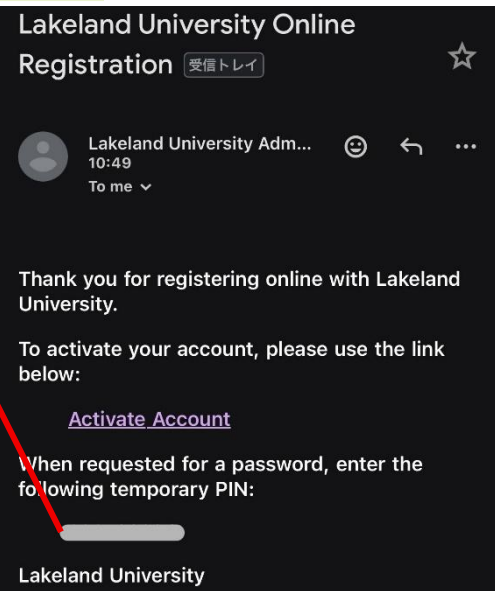 Lakeland University Online
Registration 受信トレイ
Lakeland University Adm...
10:49
To me
Thank you for registering online with Lakeland
University.
To activate your account, please use the link
below:
Activate Account
When requested for a password, enter the
following temporary PIN:
Lakeland University